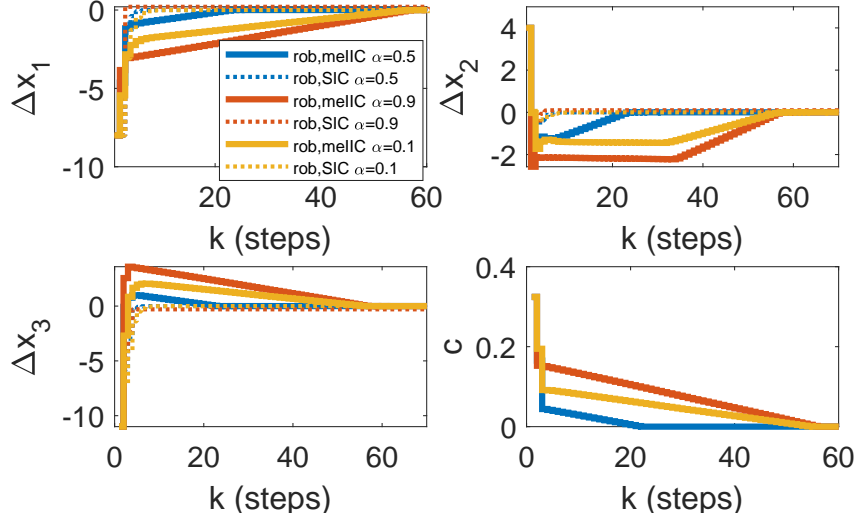 0
-5
-10
Δx1
20
40
60
k (steps)
rob,melIC α=0.5
rob,SIC α=0.5
rob,melIC α=0.9
rob,SIC α=0.9
rob,melIC α=0.1
rob,SIC α=0.1
4
2
0
-2
Δx2
20
40
60
k (steps)
0
-5
-10
Δx3
0
20
40
60
k (steps)
0.4
0.2
0
c
0
20
40
60
k (steps)